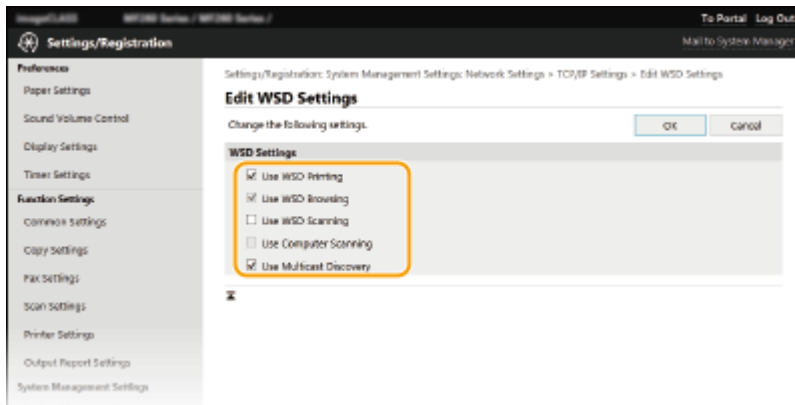 To Portal Log Out
Settings/Registration
Mail to System Manager
Preferences
Paper Settings
Sound Volume Control
Display Settings
Timer Settings
Function Settings
Common Settings
Copy Settings
Fax Settings
Scan Settings
Printer Settings
Output Report Settings
System Management Settings
Settings/Registration: System Management Settings: Network Settings > TCP/IP Settings > Edit WSD Settings
Edit WSD Settings
Change the following settings.
OK Cancel
WSD Settings
Use WSD Printing
Use WSD Browsing
Use WSD Scanning
Use Computer Scanning
Use Multicast Discovery